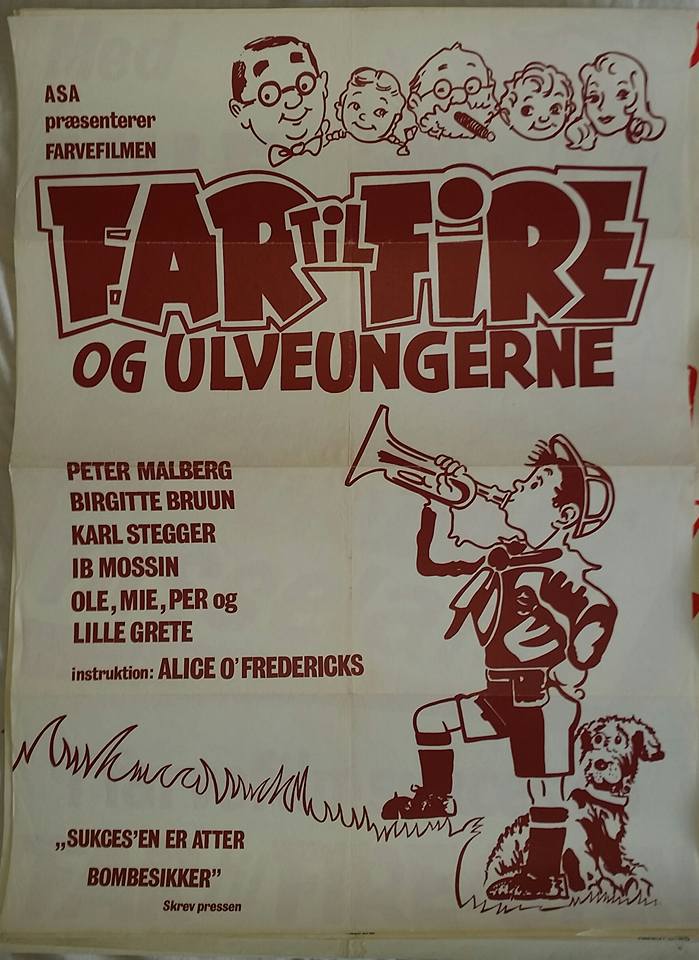 ASA
præsenterer
FARVEFILMEN
FAR TIL FIRE
OG ULVEUNGERNE
PETER MALBERG
BIRGITTE BRUUN
KARL STEGGER
IB MOSSIN
OLE, MIE, PER og
LILLE GRETE
instruktion: ALICE O'FREDERICKS
„SUKCES'EN ER ATTER
BOMBESIKKER”
Skrev pressen